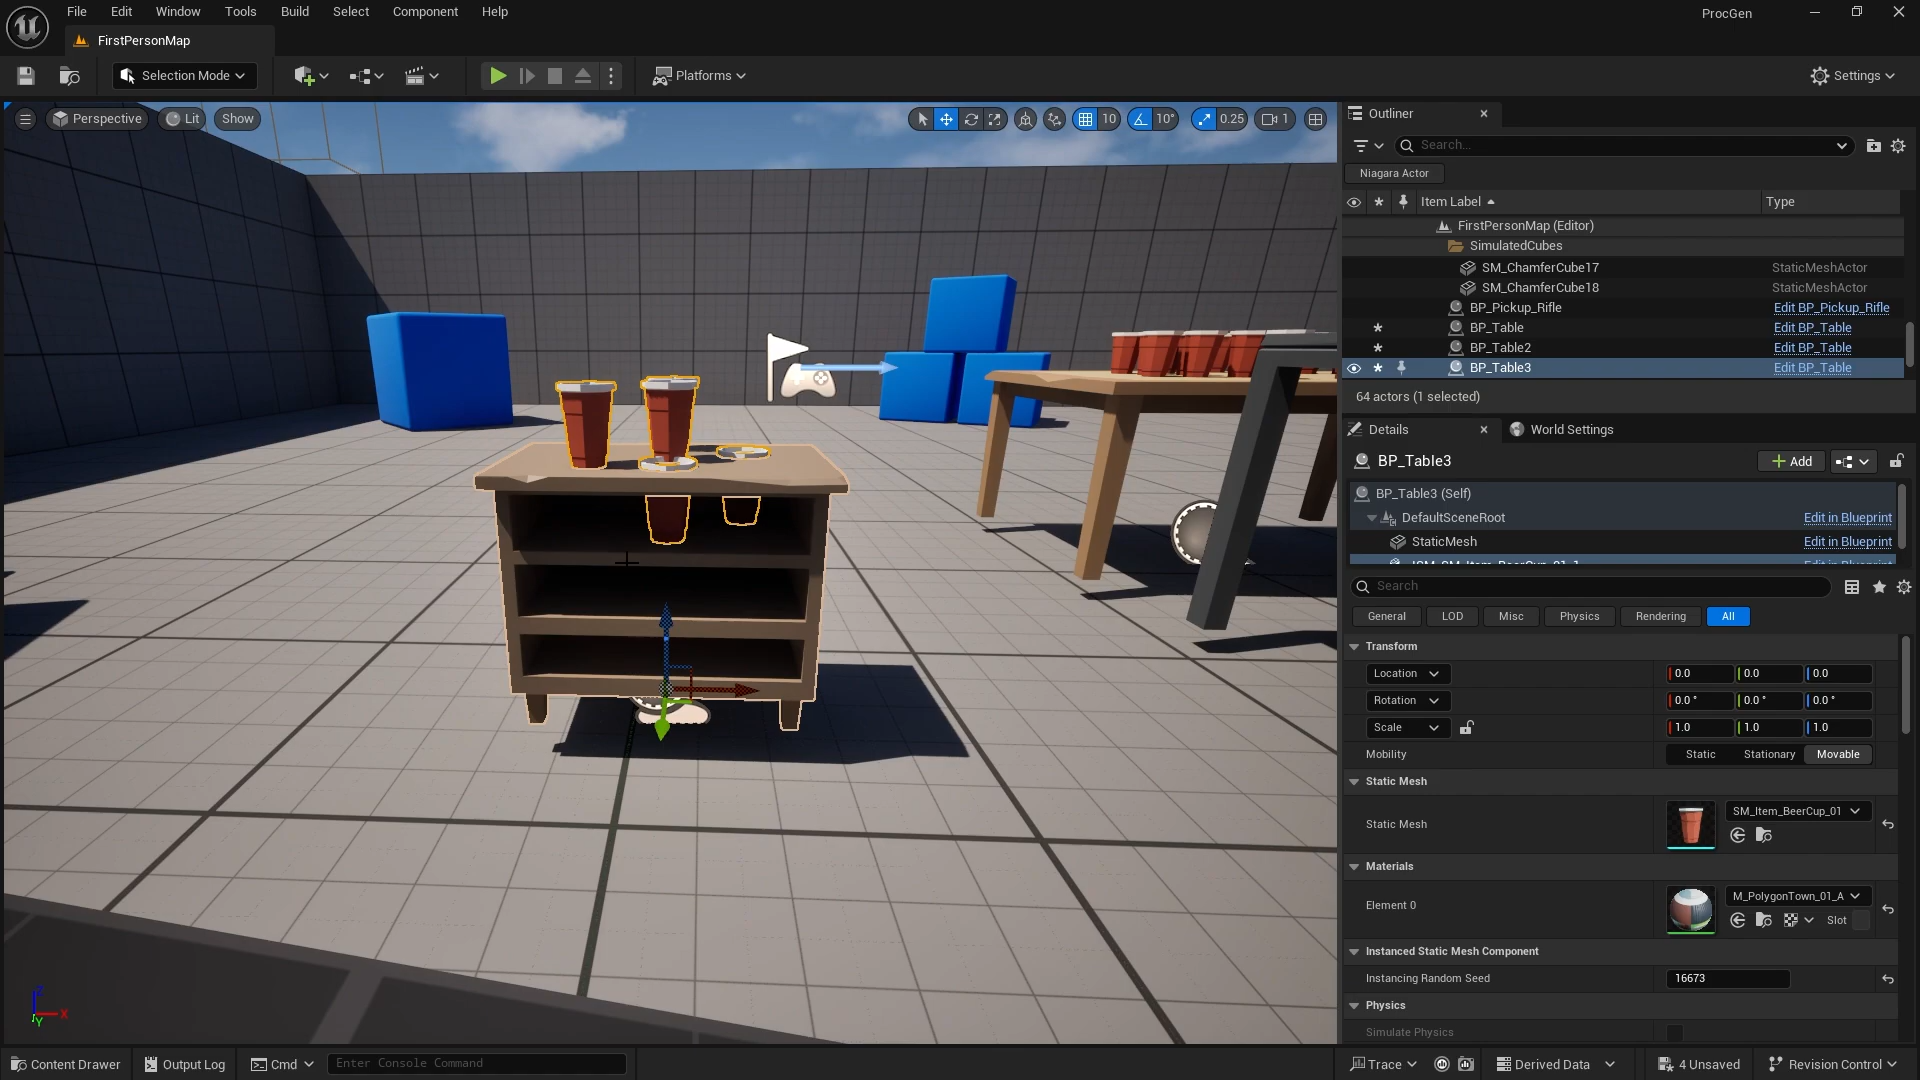 File Edit Window Tools Build Select Component Help
ProcGen
FirstPersonMap
Selection Mode
Platforms
Settings
Perspective Lit Show
10 10° 0.25 1
Outliner
Search...
Niagara Actor
Item Label Type
FirstPersonMap (Editor)
SimulatedCubes
SM_ChamferCube17 StaticMeshActor
SM_ChamferCube18 StaticMeshActor
BP_Pickup_Rifle Edit BP_Pickup_Rifle
BP_Table Edit BP_Table
BP_Table2 Edit BP_Table
BP_Table3 Edit BP_Table
64 actors (1 selected)
Details World Settings
BP_Table3 Add
BP_Table3 (Self)
DefaultSceneRoot Edit in Blueprint
StaticMesh Edit in Blueprint
Search
General LOD Misc Physics Rendering All
Transform
Location 0.0 0.0 0.0
Rotation 0.0 ° 0.0 ° 0.0 °
Scale 1.0 1.0 1.0
Mobility Static Stationary Movable
Static Mesh
Static Mesh SM_Item_BeerCup_01
Materials
Element 0 M_PolygonTown_01_A
Slot
Instanced Static Mesh Component
Instancing Random Seed 16673
Physics
Simulate Physics
Z X Y
Content Drawer Output Log Cmd Enter Console Command Trace Derived Data 4 Unsaved Revision Control